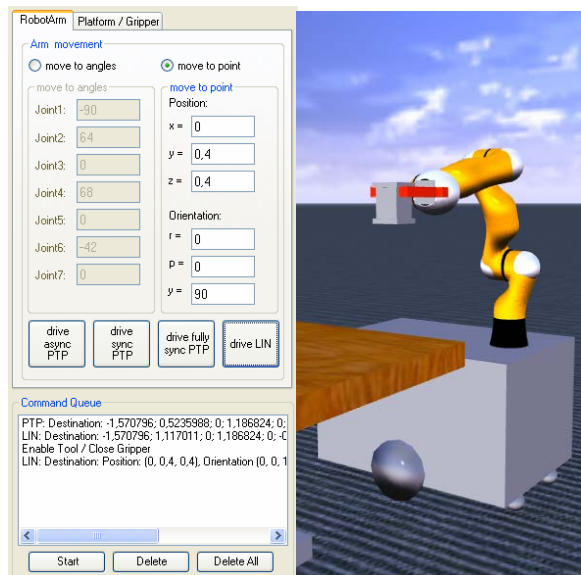 RobotArm
Platform / Gripper
Arm movement
move to angles
move to point
move to angles
move to point
Joint1: -90
Joint2: 64
Joint3: 0
Joint4: 68
Joint5: 0
Joint6: -42
Joint7: 0
Position:
x = 0
y = 0,4
z = 0,4
Orientation:
r = 0
p = 0
y = 90
drive
async
PTP
drive
sync
PTP
drive fully
sync PTP
drive LIN
Command Queue
PTP: Destination: -1,570796; 0,5235988; 0; 1,186824; 0;
LIN: Destination: -1,570796; 1,117011; 0; 1,186824; 0; -0
Enable Tool / Close Gripper
LIN: Destination: Position: (0, 0,4, 0,4), Orientation (0, 0, 1
Start
Delete
Delete All